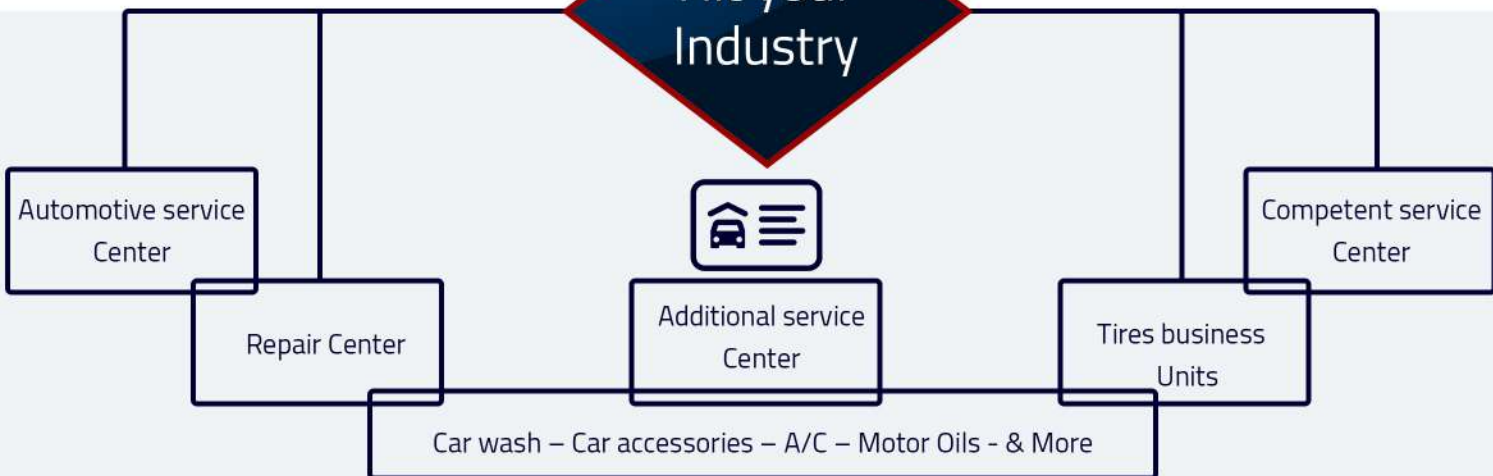 your
Industry
Automotive service
Center
Competent service
Center
Repair Center
Additional service
Center
Tires business
Units
Car wash – Car accessories – A/C – Motor Oils - & More